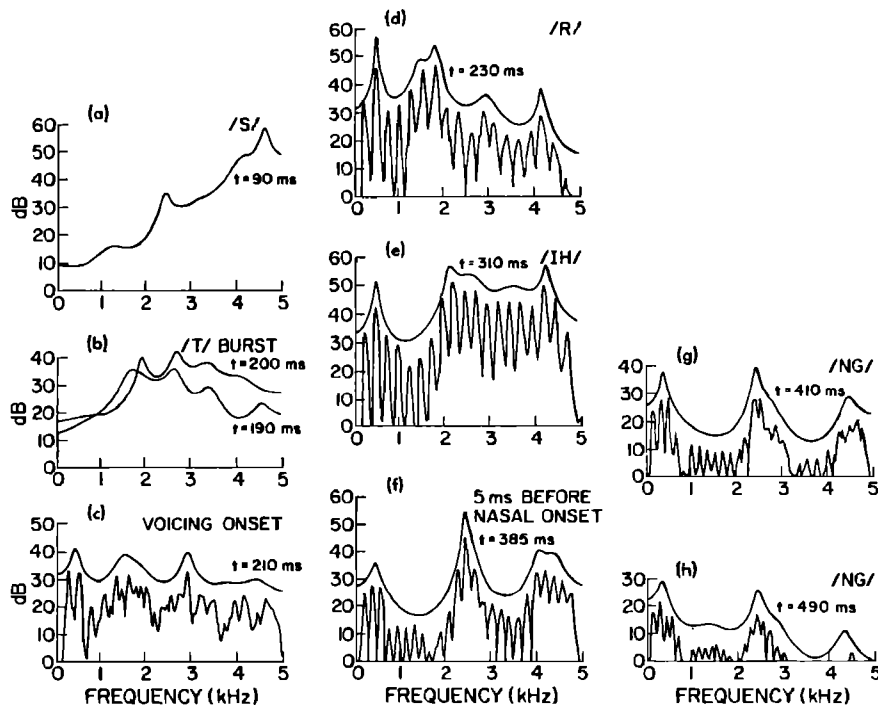 (a)
/S/
t = 90 ms
60
50
40
30
20
10
0
dB
0 1 2 3 4 5
(b)
/T/ BURST
t = 200 ms
t = 190 ms
40
30
20
10
0
dB
0 1 2 3 4 5
(c)
VOICING ONSET
t = 210 ms
50
40
30
20
10
0
dB
0 1 2 3 4 5
FREQUENCY (kHz)
(d)
/R/
t = 230 ms
60
50
40
30
20
10
0
0 1 2 3 4 5
(e)
/IH/
t = 310 ms
60
50
40
30
20
10
0
0 1 2 3 4 5
(f)
5 ms BEFORE
NASAL ONSET
t = 385 ms
60
50
40
30
20
10
0
0 1 2 3 4 5
FREQUENCY (kHz)
(g)
/NG/
t = 410 ms
40
30
20
10
0
0 1 2 3 4 5
(h)
/NG/
t = 490 ms
30
20
10
0
0 1 2 3 4 5
FREQUENCY (kHz)